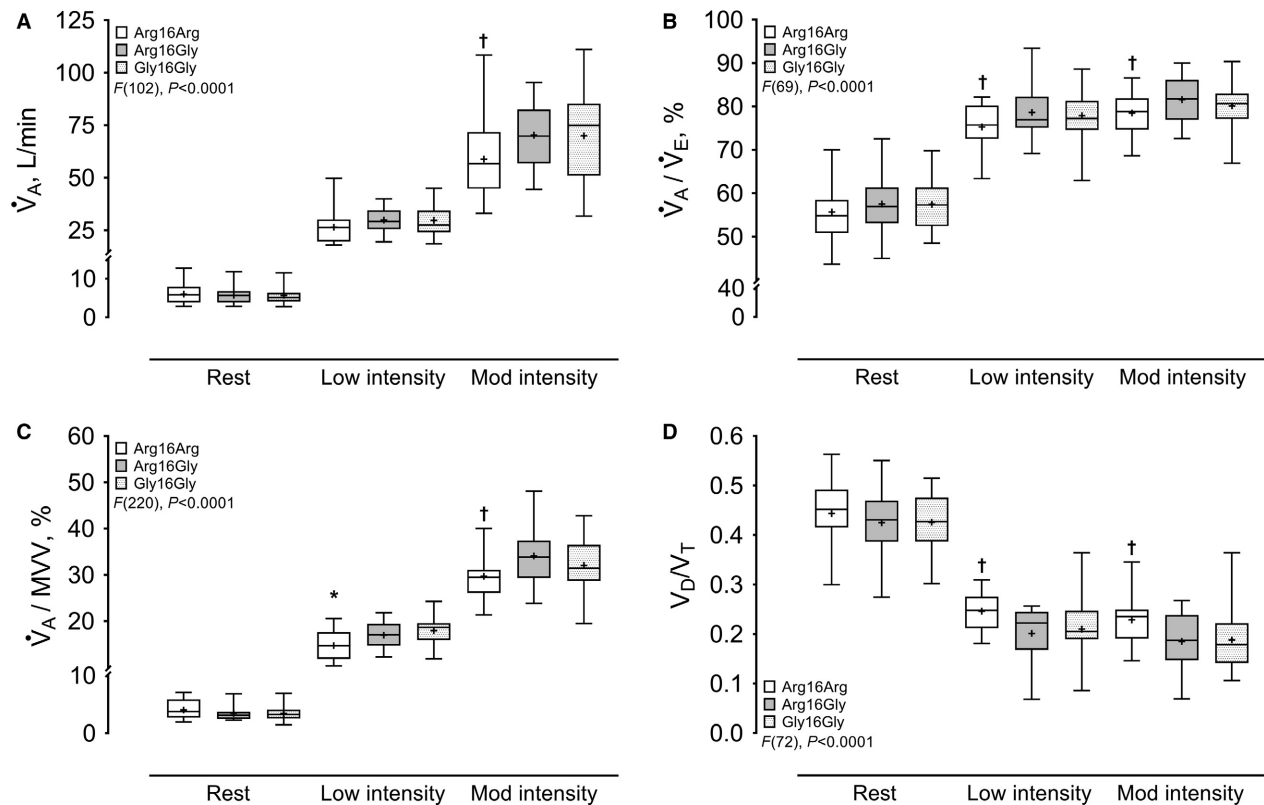 A
V̇A, L/min
125
100
75
50
25
10
0
Arg16Arg
Arg16Gly
Gly16Gly
F(102), P<0.0001
†
Rest
Low intensity
Mod intensity
B
V̇A / V̇E, %
100
90
80
70
60
50
40
0
Arg16Arg
Arg16Gly
Gly16Gly
F(69), P<0.0001
†
†
Rest
Low intensity
Mod intensity
C
V̇A / MVV, %
60
50
40
30
20
10
0
Arg16Arg
Arg16Gly
Gly16Gly
F(220), P<0.0001
*
†
Rest
Low intensity
Mod intensity
D
VD/VT
0.6
0.5
0.4
0.3
0.2
0.1
0.0
†
†
Arg16Arg
Arg16Gly
Gly16Gly
F(72), P<0.0001
Rest
Low intensity
Mod intensity